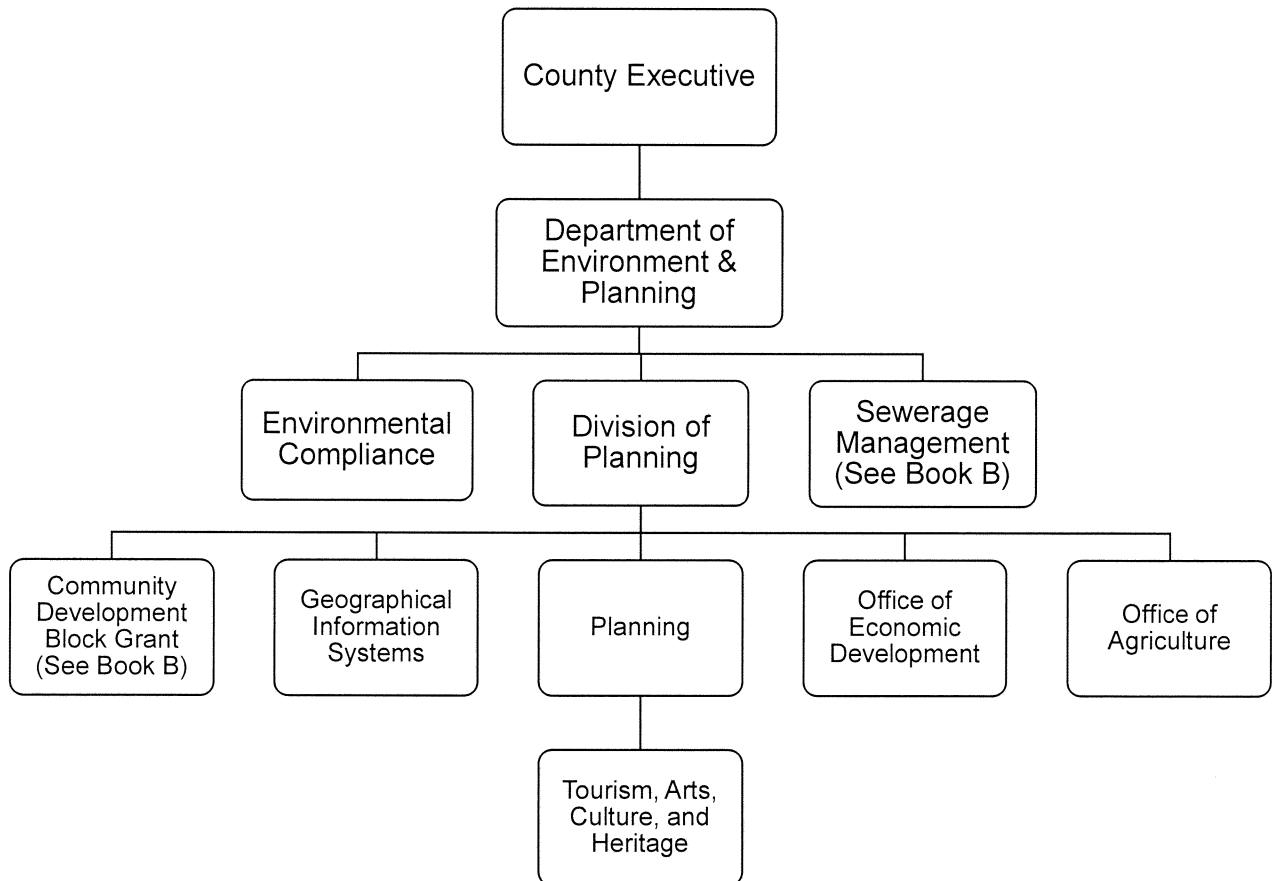 County Executive
Department of
Environment &
Planning
Environmental
Compliance
Division of
Planning
Sewerage
Management
(See Book B)
Community
Development
Block Grant
(See Book B)
Geographical
Information
Systems
Planning
Office of
Economic
Development
Office of
Agriculture
Tourism, Arts,
Culture, and
Heritage